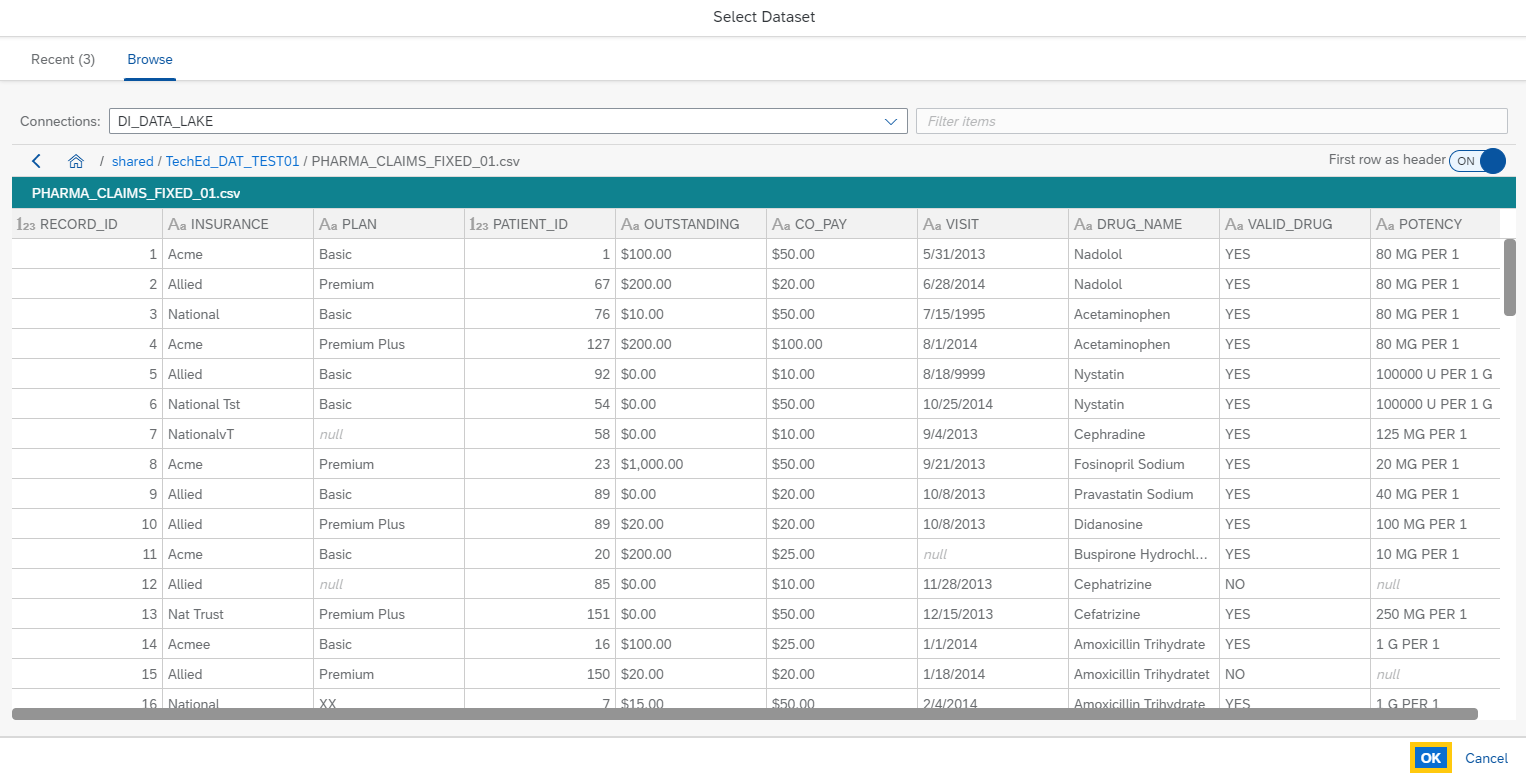 Select Dataset
Recent (3) Browse
Connections: DI_DATA_LAKE Filter items
/ shared / TechEd_DAT_TEST01 / PHARMA_CLAIMS_FIXED_01.csv First row as header ON
PHARMA_CLAIMS_FIXED_01.csv
123 RECORD_ID Aa INSURANCE Aa PLAN 123 PATIENT_ID Aa OUTSTANDING Aa CO_PAY Aa VISIT Aa DRUG_NAME Aa VALID_DRUG Aa POTENCY
1 Acme Basic 1 $100.00 $50.00 5/31/2013 Nadolol YES 80 MG PER 1
2 Allied Premium 67 $200.00 $20.00 6/28/2014 Nadolol YES 80 MG PER 1
3 National Basic 76 $10.00 $50.00 7/15/1995 Acetaminophen YES 80 MG PER 1
4 Acme Premium Plus 127 $200.00 $100.00 8/1/2014 Acetaminophen YES 80 MG PER 1
5 Allied Basic 92 $0.00 $10.00 8/18/9999 Nystatin YES 100000 U PER 1 G
6 National Tst Basic 54 $0.00 $50.00 10/25/2014 Nystatin YES 100000 U PER 1 G
7 NationalvT null 58 $0.00 $10.00 9/4/2013 Cephradine YES 125 MG PER 1
8 Acme Premium 23 $1,000.00 $50.00 9/21/2013 Fosinopril Sodium YES 20 MG PER 1
9 Allied Basic 89 $0.00 $20.00 10/8/2013 Pravastatin Sodium YES 40 MG PER 1
10 Allied Premium Plus 89 $20.00 $20.00 10/8/2013 Didanosine YES 100 MG PER 1
11 Acme Basic 20 $200.00 $25.00 null Buspirone Hydrochl... YES 10 MG PER 1
12 Allied null 85 $0.00 $10.00 11/28/2013 Cephatrizine NO null
13 Nat Trust Premium Plus 151 $0.00 $50.00 12/15/2013 Cefatrizine YES 250 MG PER 1
14 Acmee Basic 16 $100.00 $25.00 1/1/2014 Amoxicillin Trihydrate YES 1 G PER 1
15 Allied Premium 150 $20.00 $20.00 1/18/2014 Amoxicillin Trihydratet NO null
16 National XX 7 $15.00 $50.00 2/4/2014 Amoxicillin Trihydrate YES 1 G PER 1
OK Cancel